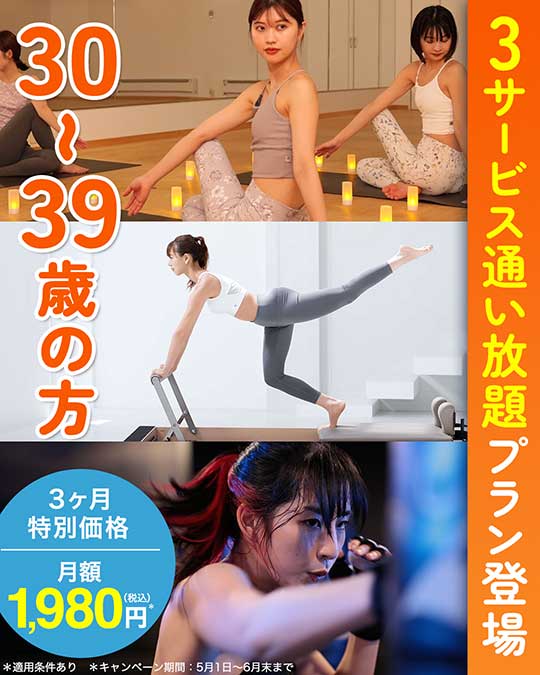 30〜39歳の方
3サービス通い放題プラン登場
3ヶ月
特別価格
月額
1,980円(税込)*
＊適用条件あり　＊キャンペーン期間：5月1日〜6月末まで